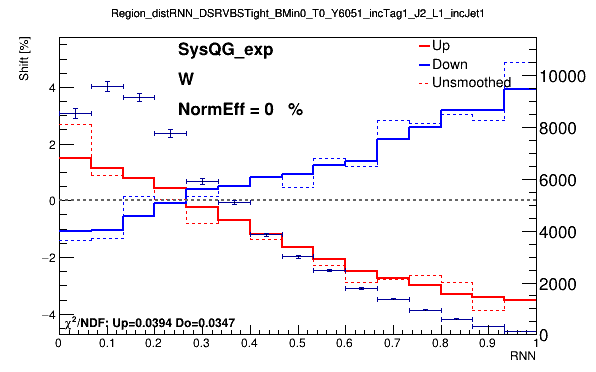 Region_distRNN_DSRVBSTight_BMin0_T0_Y6051_incTag1_J2_L1_incJet1
Shift [%]
SysQG_exp
W
NormEff = 0 %
Up
Down
Unsmoothed
4
2
0
−2
−4
10000
8000
6000
4000
2000
0
χ²/NDF: Up=0.0394 Do=0.0347
0 0.1 0.2 0.3 0.4 0.5 0.6 0.7 0.8 0.9
RNN